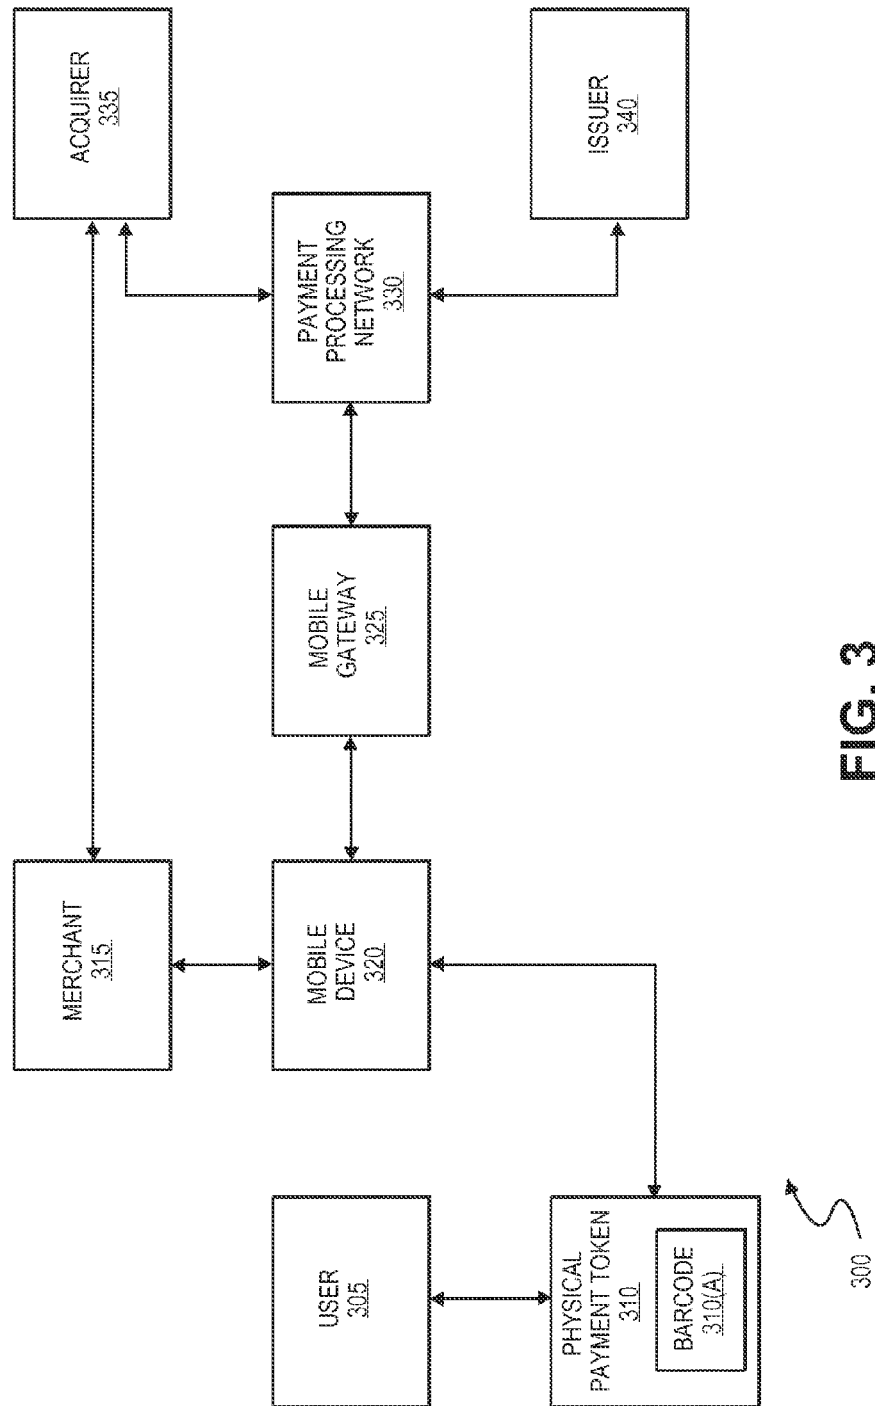 USER
305
PHYSICAL
PAYMENT TOKEN
310
BARCODE
310(A)
MERCHANT
315
MOBILE
DEVICE
320
MOBILE
GATEWAY
325
PAYMENT
PROCESSING
NETWORK
330
ACQUIRER
335
ISSUER
340
300
FIG. 3